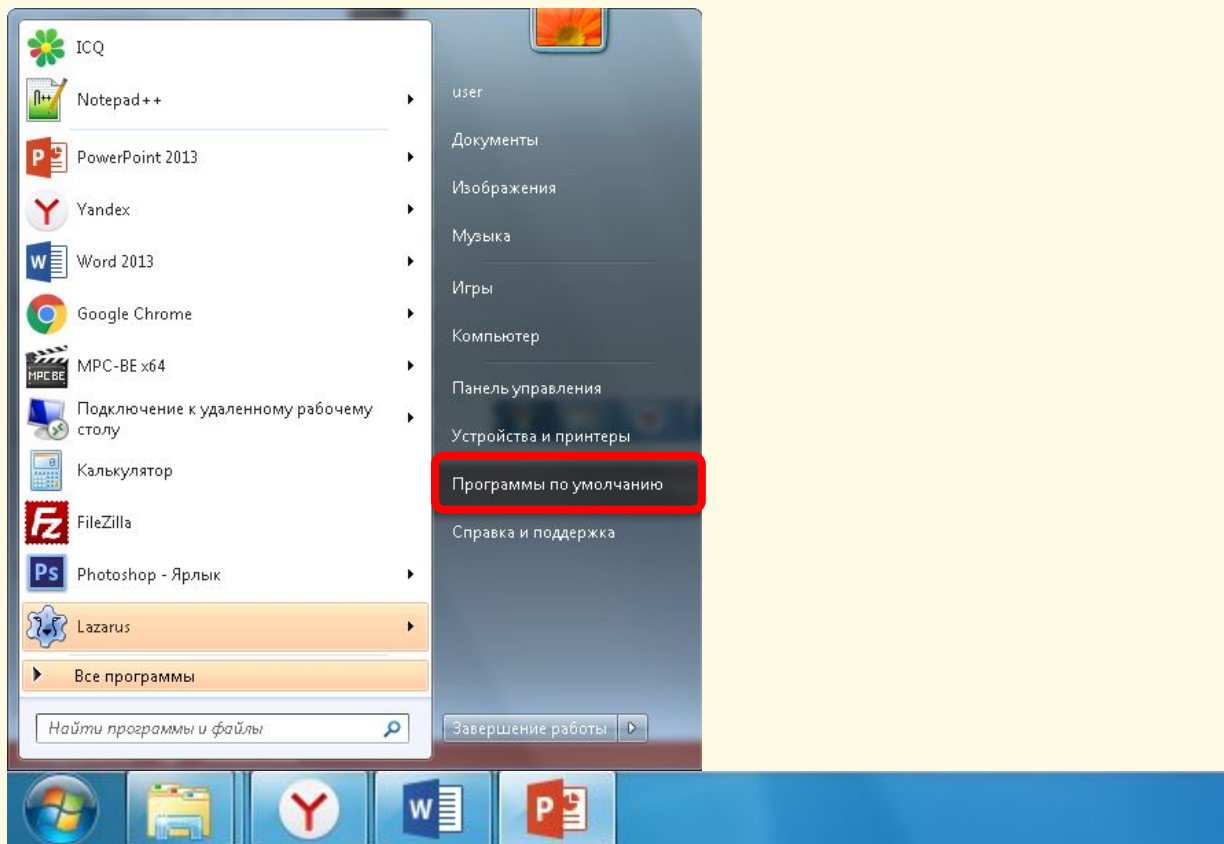 ICQ
Notepad++
PowerPoint 2013
Yandex
Word 2013
Google Chrome
MPC-BE x64
Подключение к удаленному рабочему
столу
Калькулятор
FileZilla
Photoshop - Ярлык
Lazarus
Все программы
Найти программы и файлы
user
Документы
Изображения
Музыка
Игры
Компьютер
Панель управления
Устройства и принтеры
Программы по умолчанию
Справка и поддержка
Завершение работы